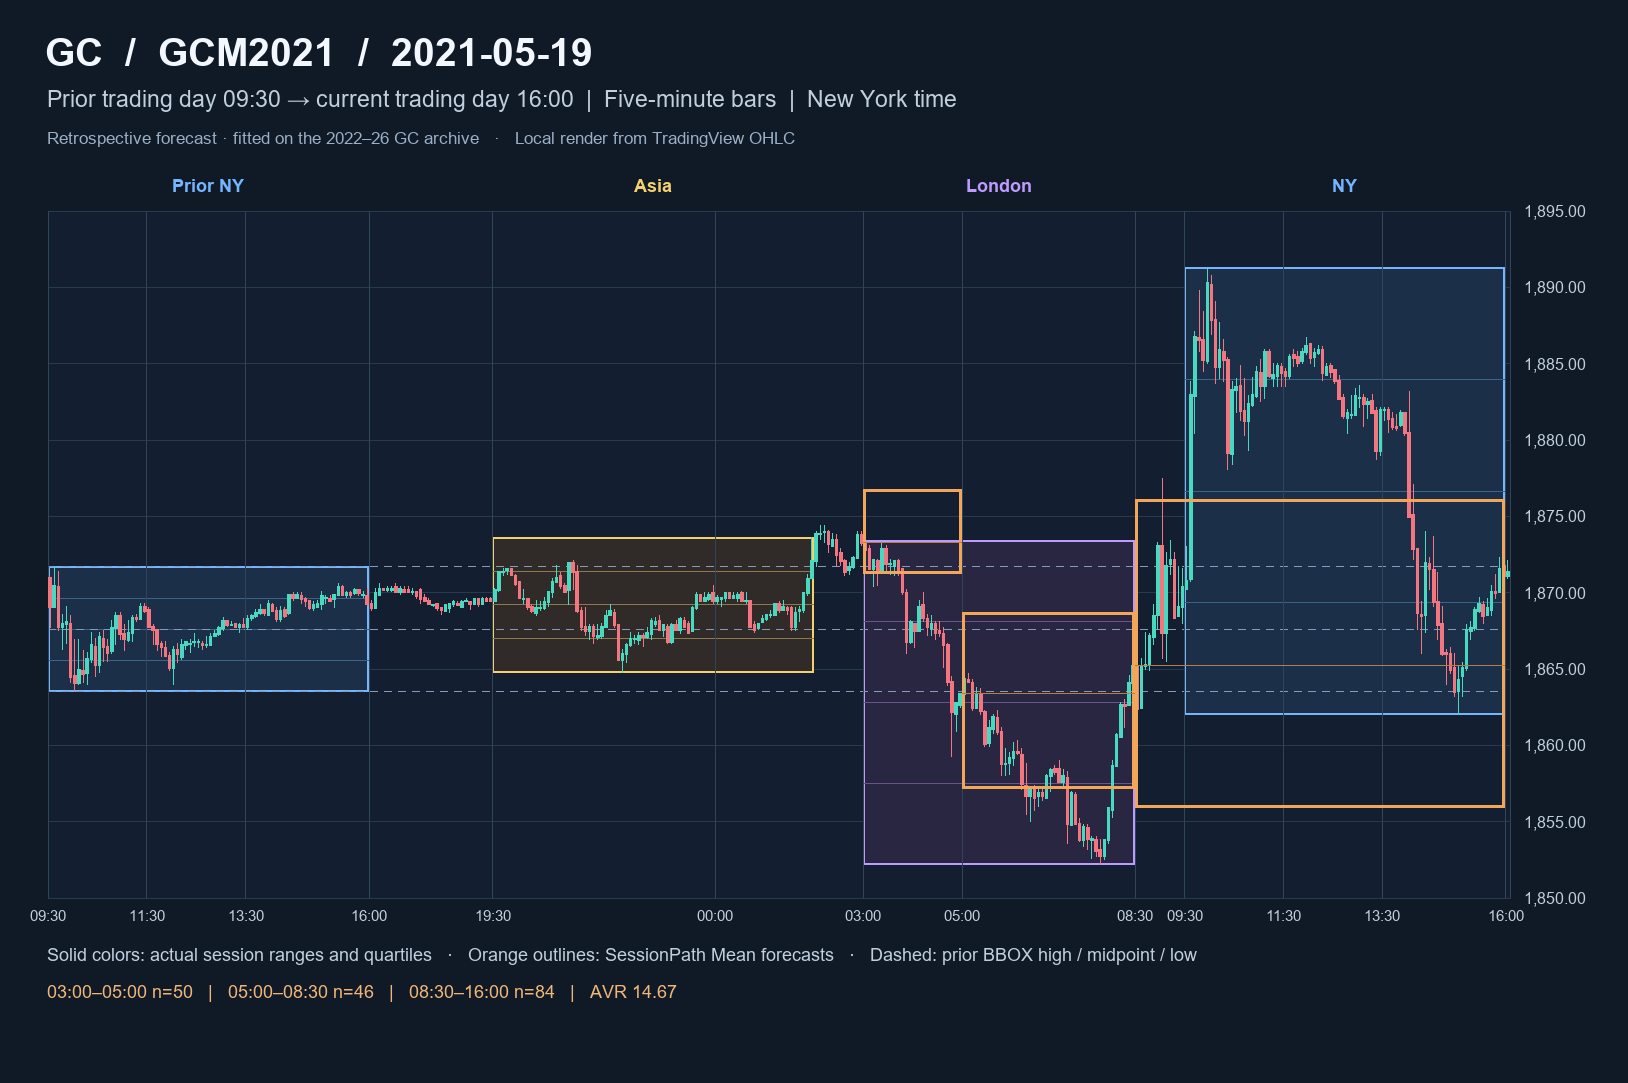 GC / GCM2021 / 2021-05-19
Prior trading day 09:30 → current trading day 16:00 | Five-minute bars | New York time
Retrospective forecast · fitted on the 2022–26 GC archive · Local render from TradingView OHLC
Prior NY Asia London NY
1,895.00
1,890.00
1,885.00
1,880.00
1,875.00
1,870.00
1,865.00
1,860.00
1,855.00
1,850.00
09:30 11:30 13:30 16:00 19:30 00:00 03:00 05:00 08:30 09:30 11:30 13:30 16:00
Solid colors: actual session ranges and quartiles · Orange outlines: SessionPath Mean forecasts · Dashed: prior BBOX high / midpoint / low
03:00–05:00 n=50 | 05:00–08:30 n=46 | 08:30–16:00 n=84 | AVR 14.67